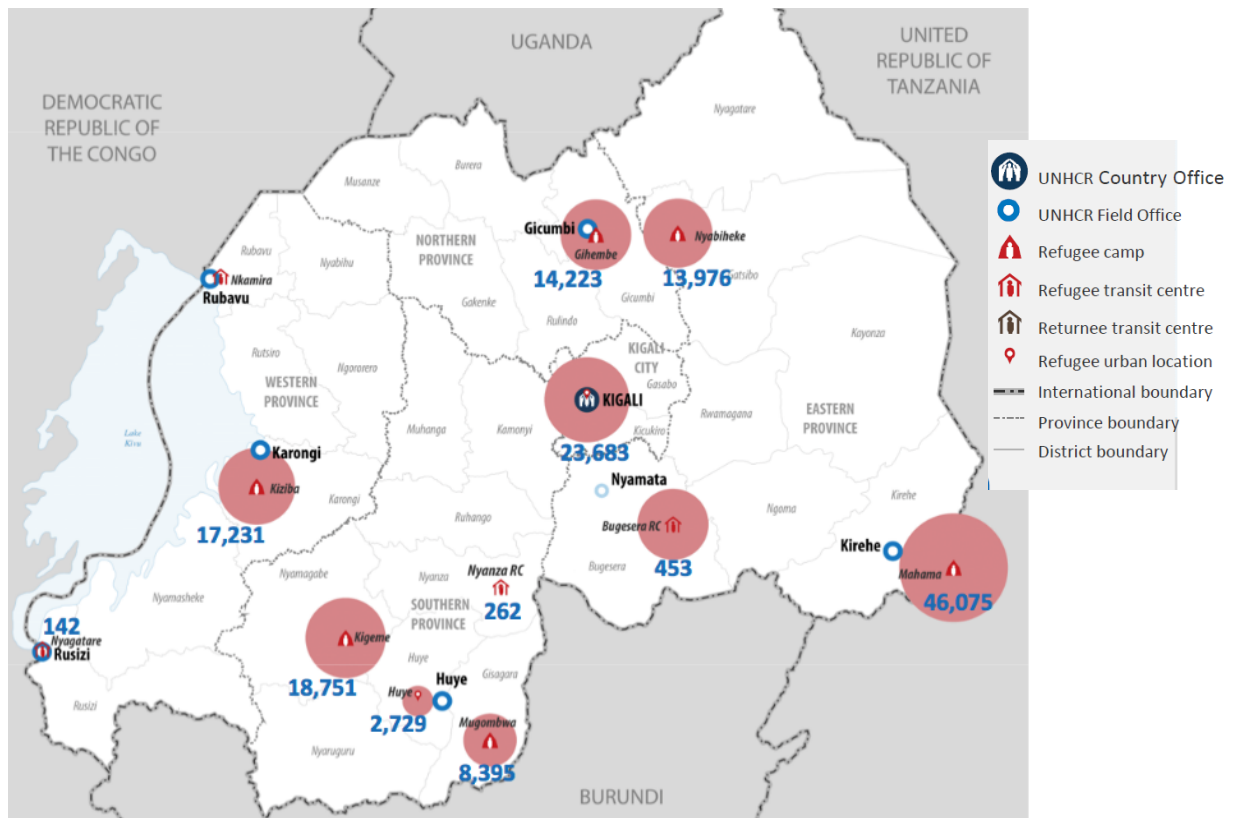 UGANDA
UNITED
REPUBLIC OF
TANZANIA
DEMOCRATIC
REPUBLIC OF
THE CONGO
Nyagatare
Burera
Musanze
UNHCR Country Office
UNHCR Field Office
Refugee camp
Refugee transit centre
Returnee transit centre
Refugee urban location
International boundary
Province boundary
District boundary
Gicumbi
Gihembe
14,223
Nyabiheke
13,976
Gatsibo
NORTHERN
PROVINCE
Rubavu
Nyabihu
Nkamira
Rubavu
Gakenke
Gicumbi
Rulindo
Kayonza
KIGALI
CITY
Gasabo
Rutsiro
Ngororero
WESTERN
PROVINCE
KIGALI
Rwamagana
EASTERN
PROVINCE
Lake
Kivu
Muhanga
Kamonyi
Kicukiro
23,683
Karongi
Kiziba
Karongi
17,231
Nyamata
Bugesera RC
453
Bugesera
Ngoma
Kirehe
Kirehe
Mahama
46,075
Ruhango
Nyamagabe
Nyanza
Nyanza RC
262
SOUTHERN
PROVINCE
Nyamasheke
142
Nyagatare
Rusizi
Rusizi
Kigeme
18,751
Huye
Huye
Huye
2,729
Gisagara
Mugombwa
8,395
Nyaruguru
BURUNDI